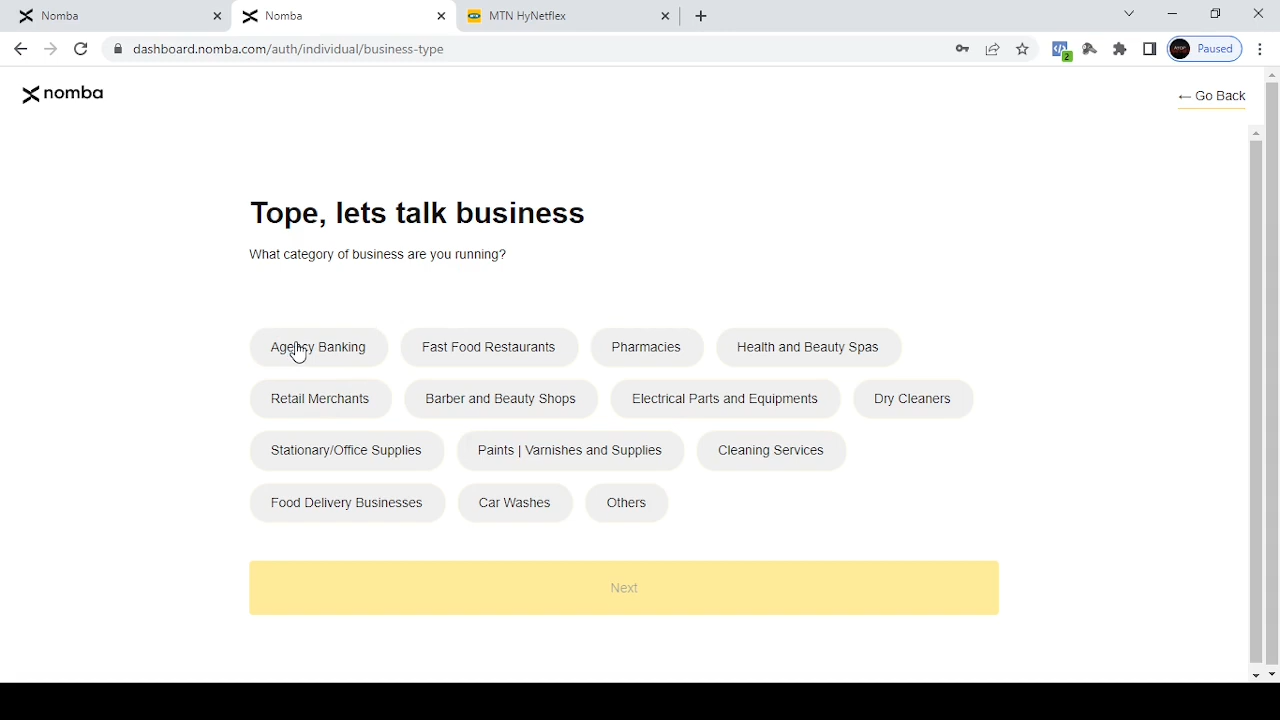 Nomba
Nomba
MTN HyNetflex
dashboard.nomba.com/auth/individual/business-type
2
Paused
nomba
← Go Back
Tope, lets talk business
What category of business are you running?
Agency Banking Fast Food Restaurants Pharmacies Health and Beauty Spas
Retail Merchants Barber and Beauty Shops Electrical Parts and Equipments Dry Cleaners
Stationary/Office Supplies Paints | Varnishes and Supplies Cleaning Services
Food Delivery Businesses Car Washes Others
Next